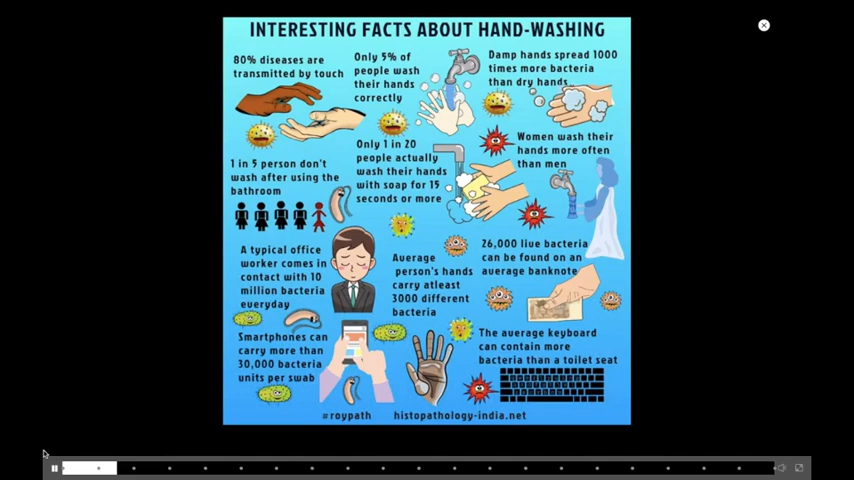 INTERESTING FACTS ABOUT HAND-WASHING
80% diseases are
transmitted by touch
Only 5% of
people wash
their hands
correctly
Damp hands spread 1000
times more bacteria
than dry hands
Women wash their
hands more often
than men
Only 1 in 20
people actually
wash their hands
with soap for 15
seconds or more
1 in 5 person don't
wash after using the
bathroom
A typical office
worker comes in
contact with 10
million bacteria
everyday
Average
person's hands
carry atleast
3000 different
bacteria
26,000 live bacteria
can be found on an
average banknote
Smartphones can
carry more than
30,000 bacteria
units per swab
The average keyboard
can contain more
bacteria than a toilet seat
#roypath histopathology-india.net